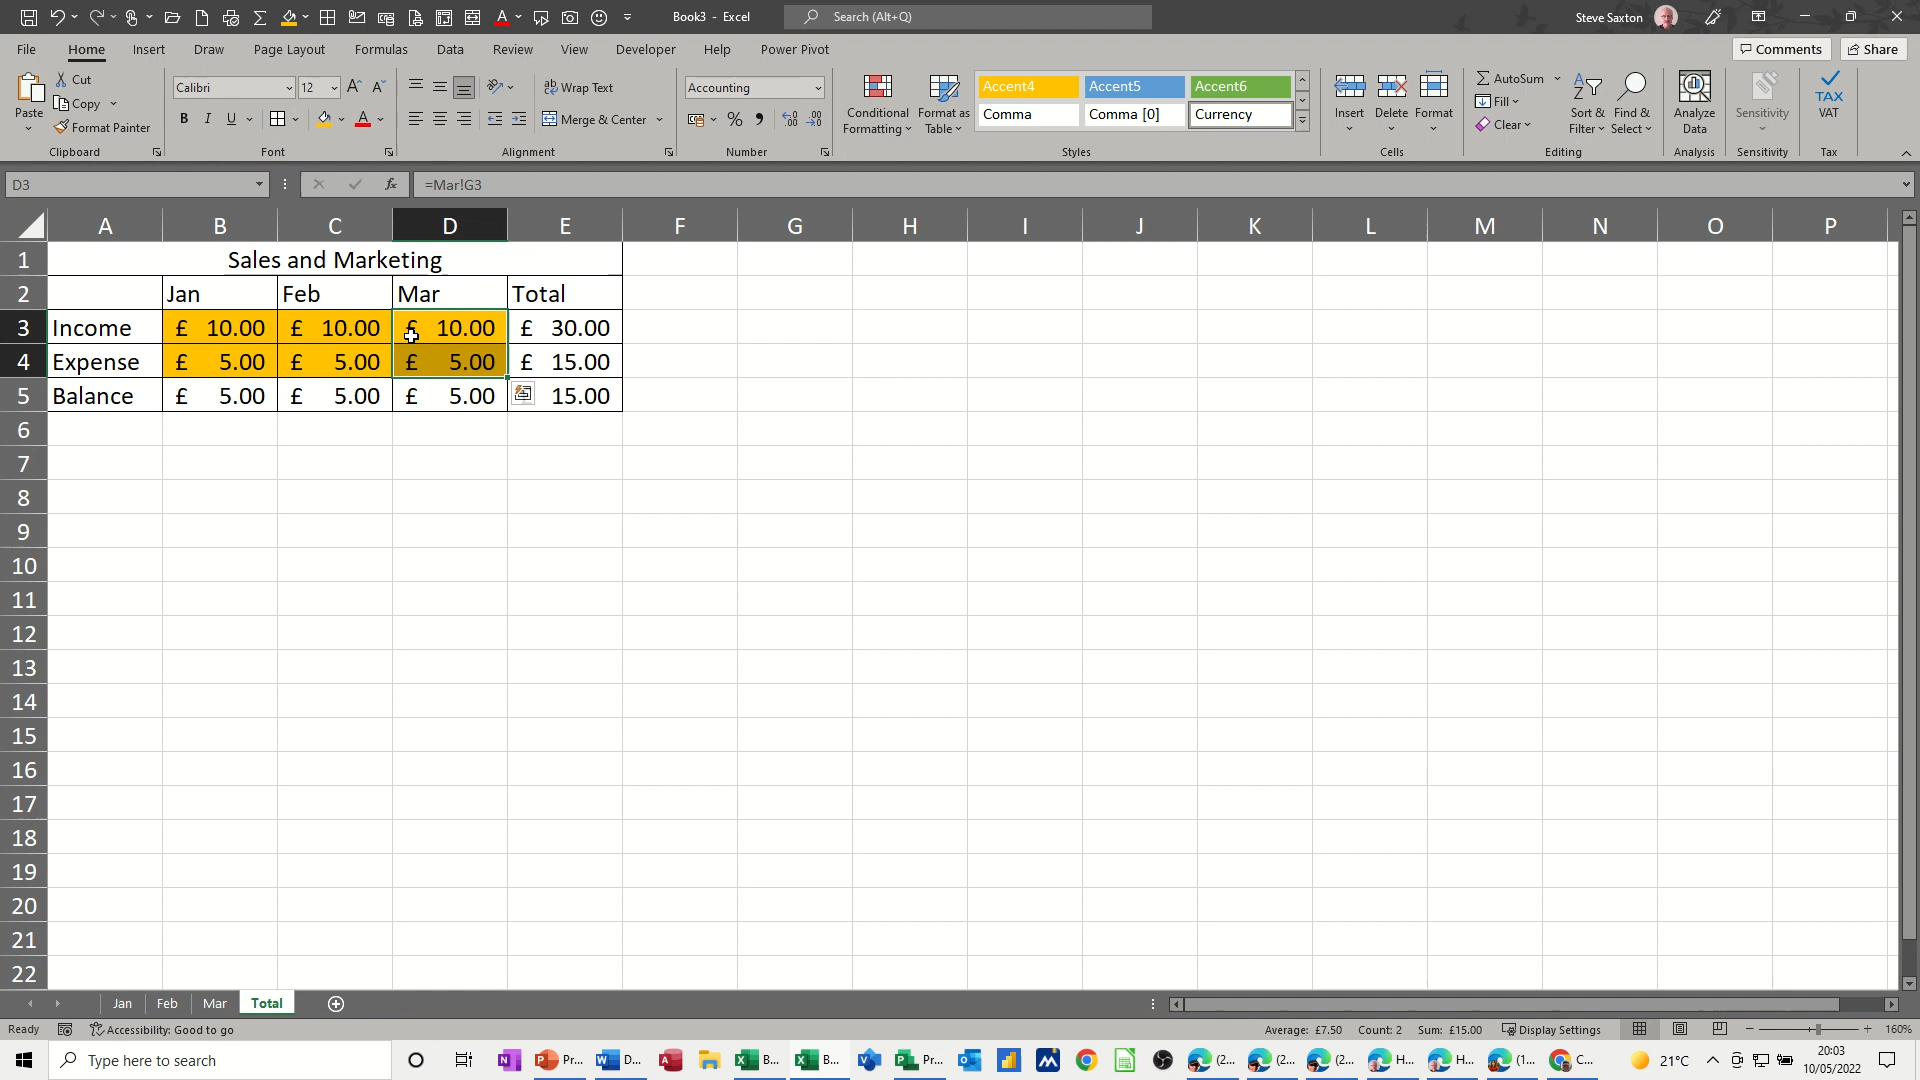 Book3 - Excel
Search (Alt+Q)
Steve Saxton
File Home Insert Draw Page Layout Formulas Data Review View Developer Help Power Pivot
Comments Share
Paste
Cut
Copy
Format Painter
Clipboard
Calibri 12
B I U
Font
Wrap Text
Merge & Center
Alignment
Accounting
Number
Conditional Formatting
Format as Table
Accent4 Accent5 Accent6
Comma Comma [0] Currency
Styles
Insert Delete Format
Cells
AutoSum
Fill
Clear
Sort & Filter
Find & Select
Editing
Analyze Data
Analysis
Sensitivity
Sensitivity
TAX
VAT
Tax
D3 fx =Mar!G3
A B C D E F G H I J K L M N O P
1 Sales and Marketing
2 Jan Feb Mar Total
3 Income £ 10.00 £ 10.00 £ 10.00 £ 30.00
4 Expense £ 5.00 £ 5.00 £ 5.00 £ 15.00
5 Balance £ 5.00 £ 5.00 £ 5.00 15.00
6
7
8
9
10
11
12
13
14
15
16
17
18
19
20
21
22
Jan Feb Mar Total
Ready Accessibility: Good to go Average: £7.50 Count: 2 Sum: £15.00 Display Settings 160%
Type here to search Pr... D... B... B... Pr... (2... (2... (2... H... H... (1... C... 21°C 20:03
10/05/2022